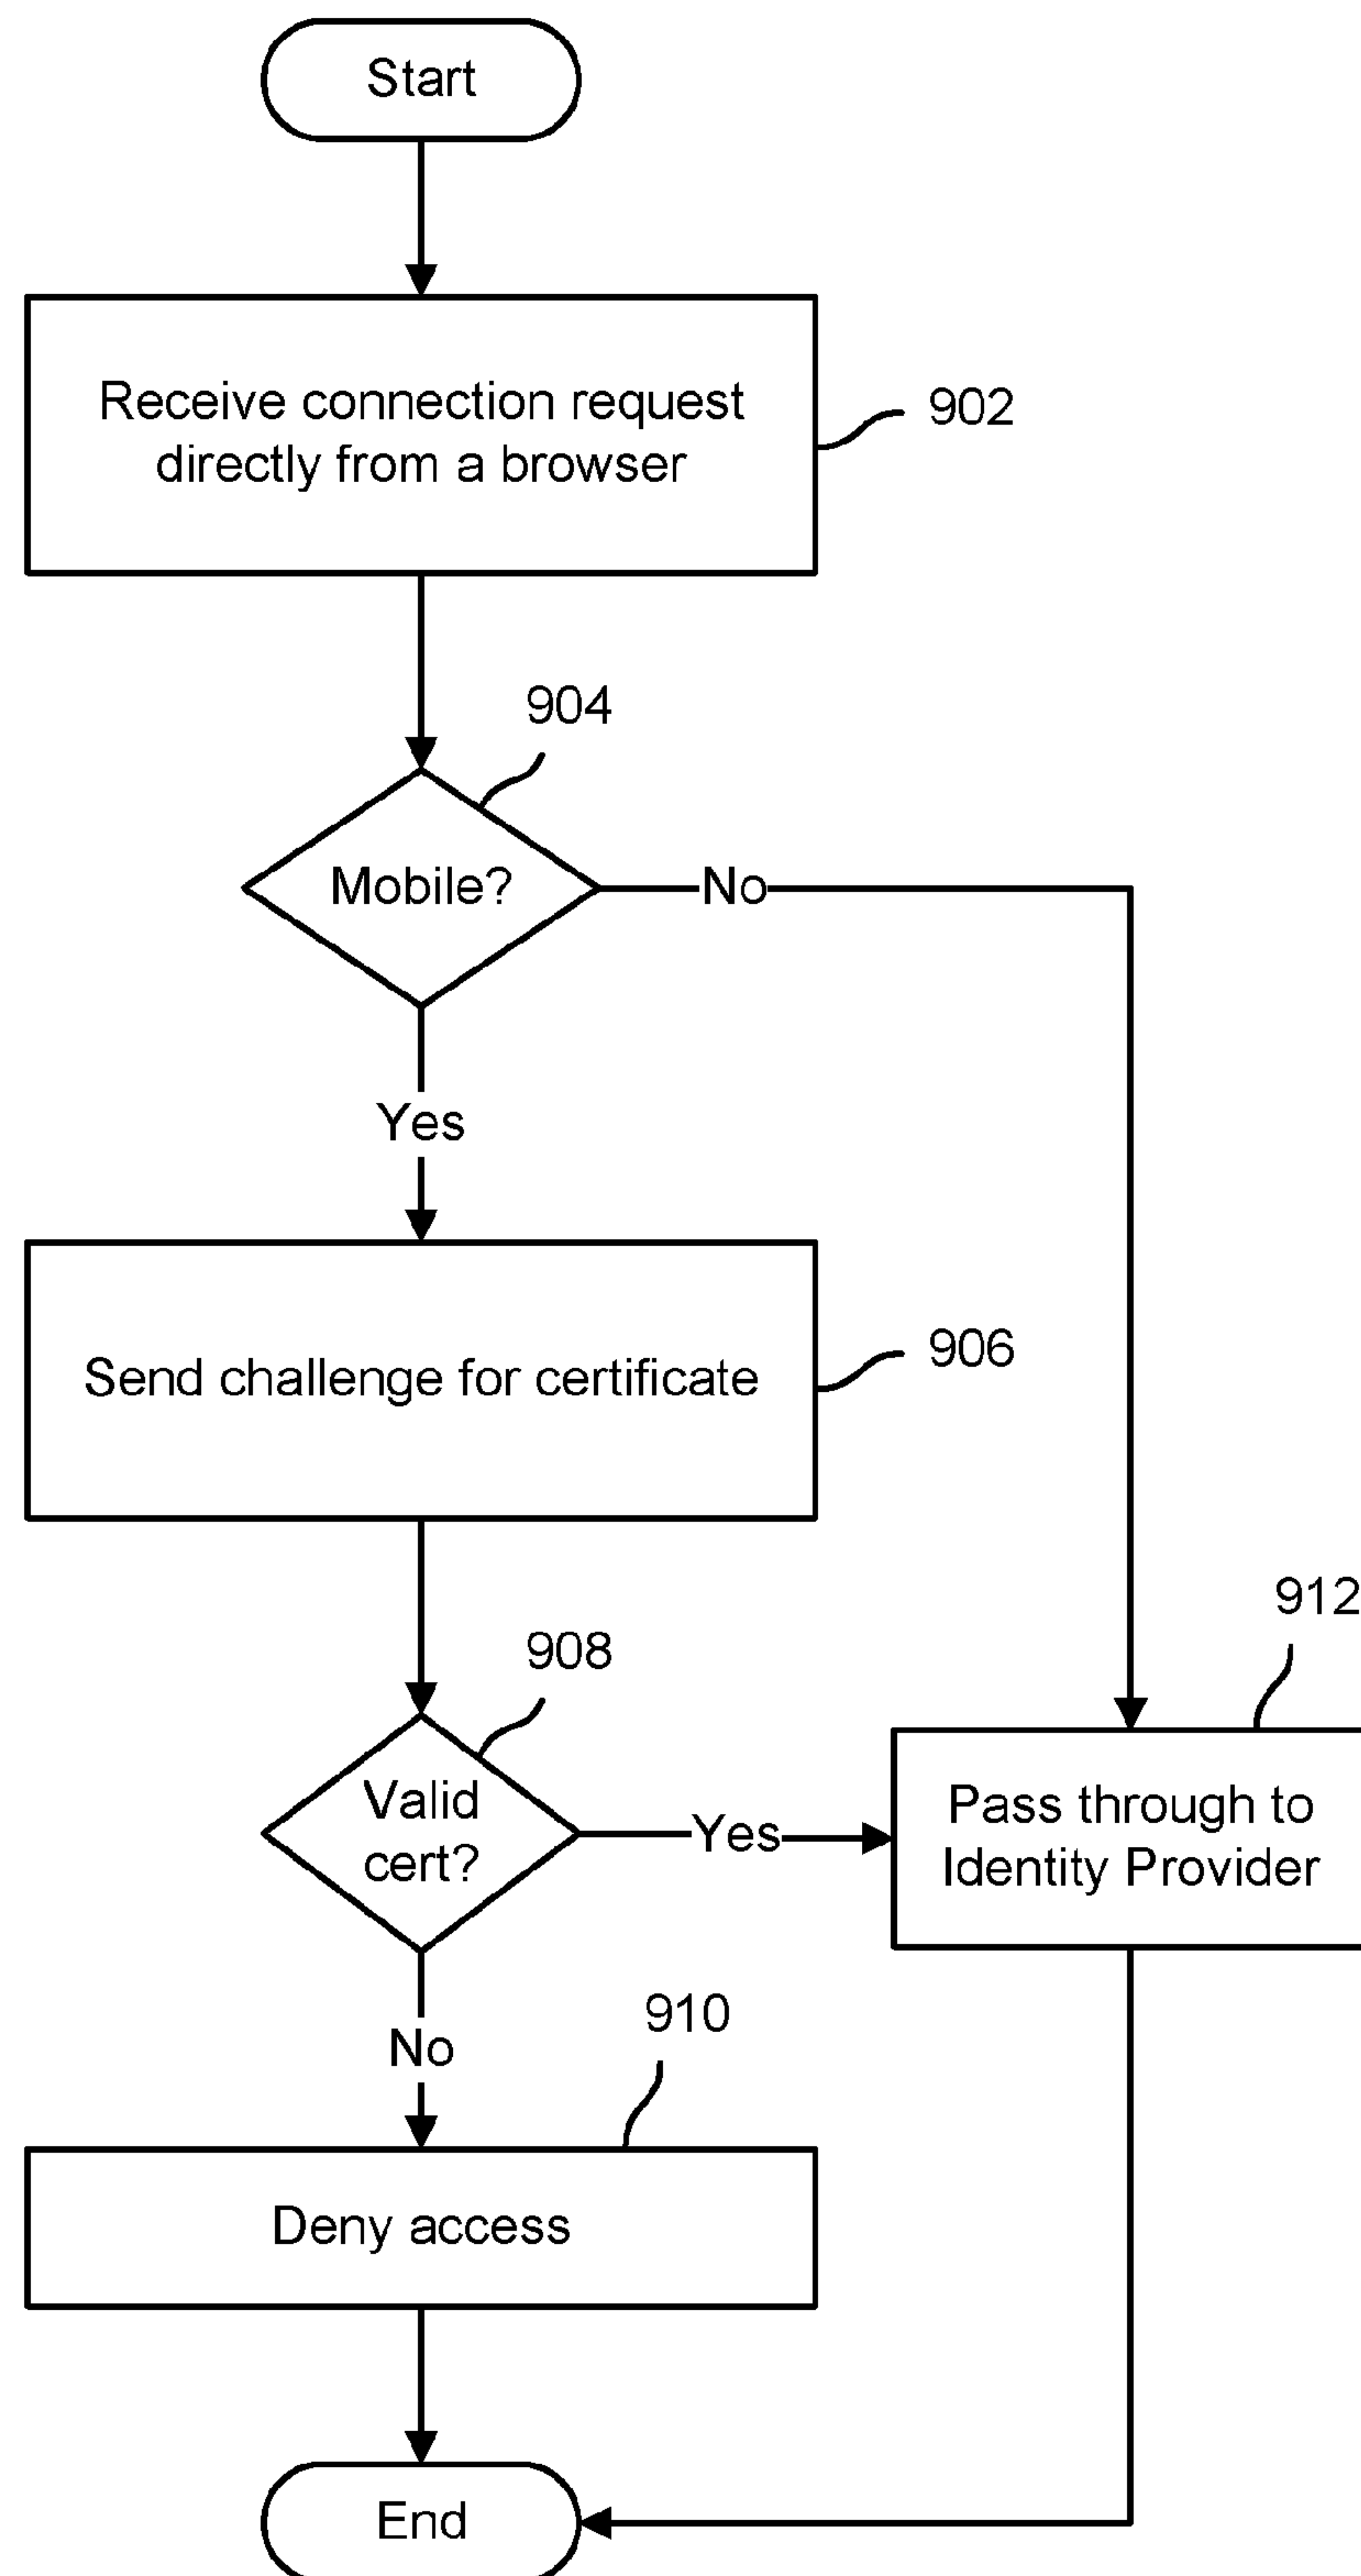 Start
Receive connection request
directly from a browser
902
904
Mobile?
No
Yes
Send challenge for certificate
906
908
Valid
cert?
Yes
912
Pass through to
Identity Provider
No
910
Deny access
End